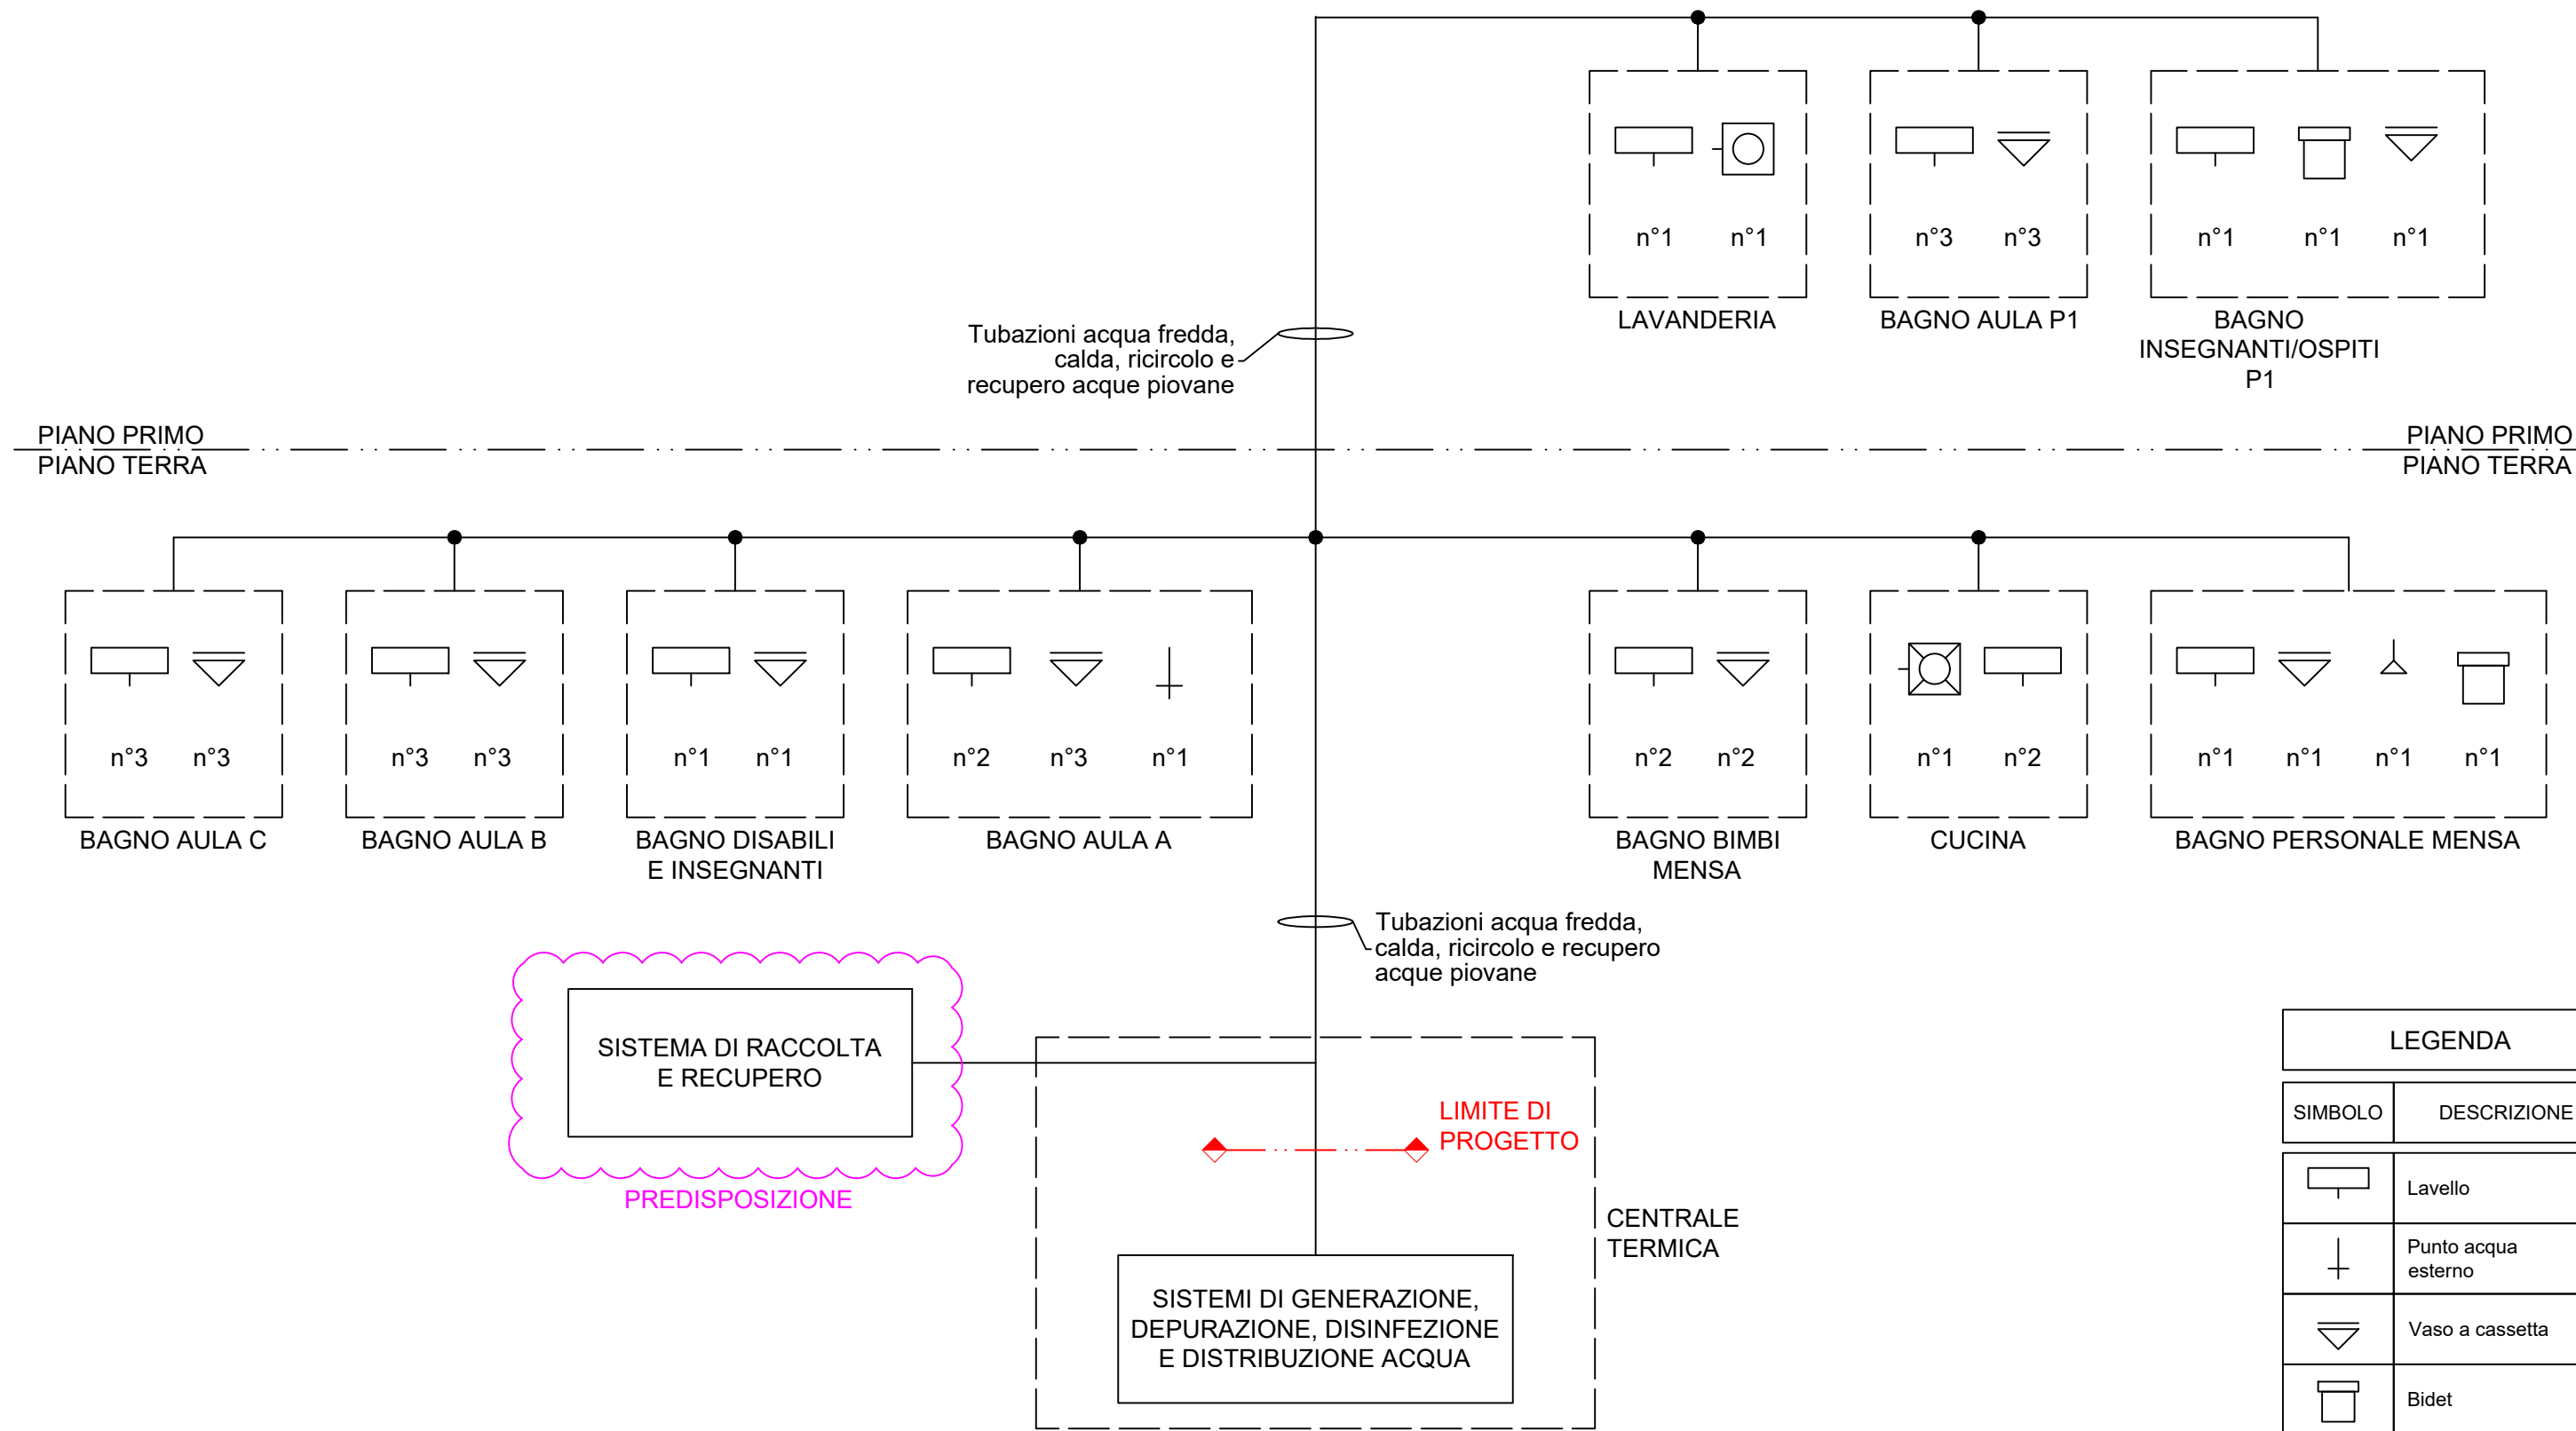 n°1 n°1
n°3 n°3
n°1 n°1 n°1
LAVANDERIA
BAGNO AULA P1
BAGNO
INSEGNANTI/OSPITI
P1
Tubazioni acqua fredda,
calda, ricircolo e
recupero acque piovane
PIANO PRIMO
PIANO TERRA
PIANO PRIMO
PIANO TERRA
n°3 n°3
n°3 n°3
n°1 n°1
n°2 n°3 n°1
n°2 n°2
n°1 n°2
n°1 n°1 n°1 n°1
BAGNO AULA C
BAGNO AULA B
BAGNO DISABILI
E INSEGNANTI
BAGNO AULA A
BAGNO BIMBI
MENSA
CUCINA
BAGNO PERSONALE MENSA
Tubazioni acqua fredda,
calda, ricircolo e recupero
acque piovane
SISTEMA DI RACCOLTA
E RECUPERO
PREDISPOSIZIONE
LIMITE DI
PROGETTO
CENTRALE
TERMICA
SISTEMI DI GENERAZIONE,
DEPURAZIONE, DISINFEZIONE
E DISTRIBUZIONE ACQUA
LEGENDA
SIMBOLO DESCRIZIONE
Lavello
Punto acqua
esterno
Vaso a cassetta
Bidet